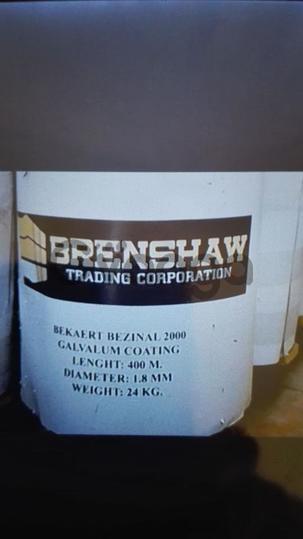 BRENSHAW
TRADING CORPORATION
BEKAERT BEZINAL 2000
GALVALUM COATING
LENGHT: 400 M.
DIAMETER: 1.8 MM
WEIGHT: 24 KG.